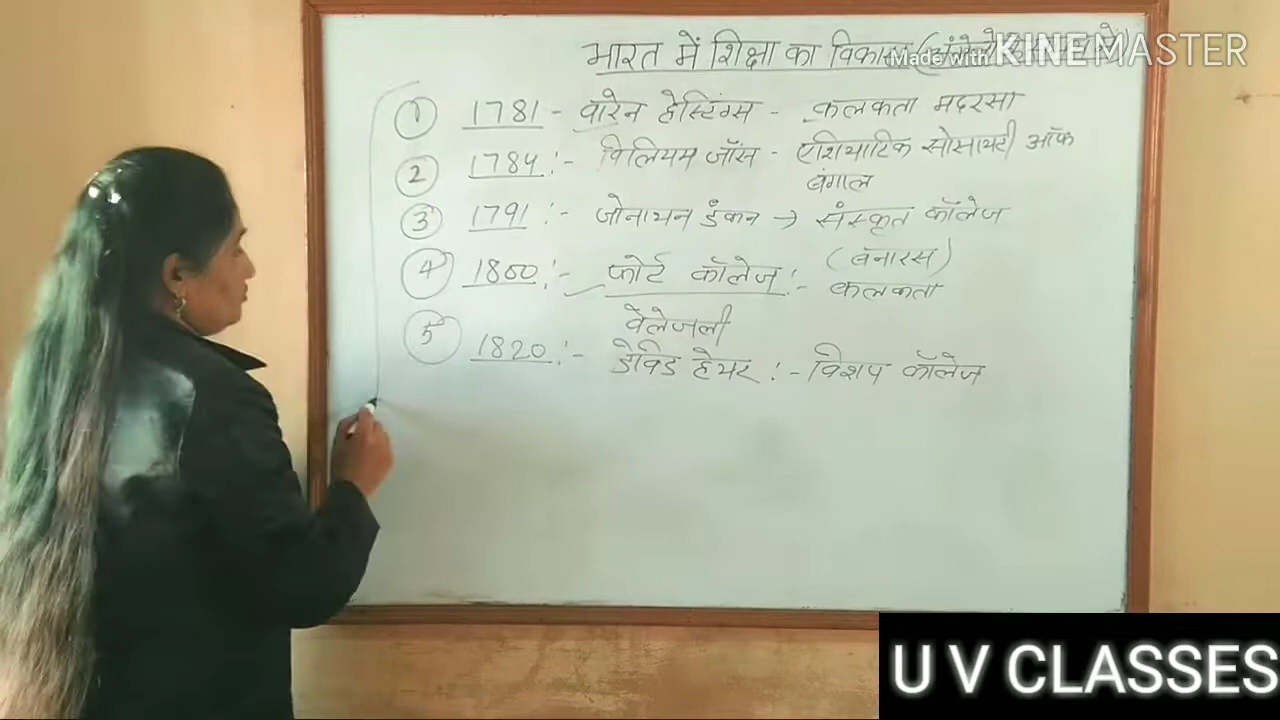 भारत में शिक्षा का विकास (अंग्रेजो के समय में)
Made with KINEMASTER
① 1781 - वारेन हेस्टिंग्स - कलकता मदरसा
② 1784 :- विलियम जॉंस - एशियाटिक सोसायटी ऑफ
बंगाल
③ 1791 :- जोनाथन डंकन → संस्कृत कॉलेज
(बनारस)
④ 1800 :- फोर्ट कॉलेज :- कलकता
वेलेजली
⑤ 1820 :- डेविड हेयर :- विशप कॉलेज
U V CLASSES